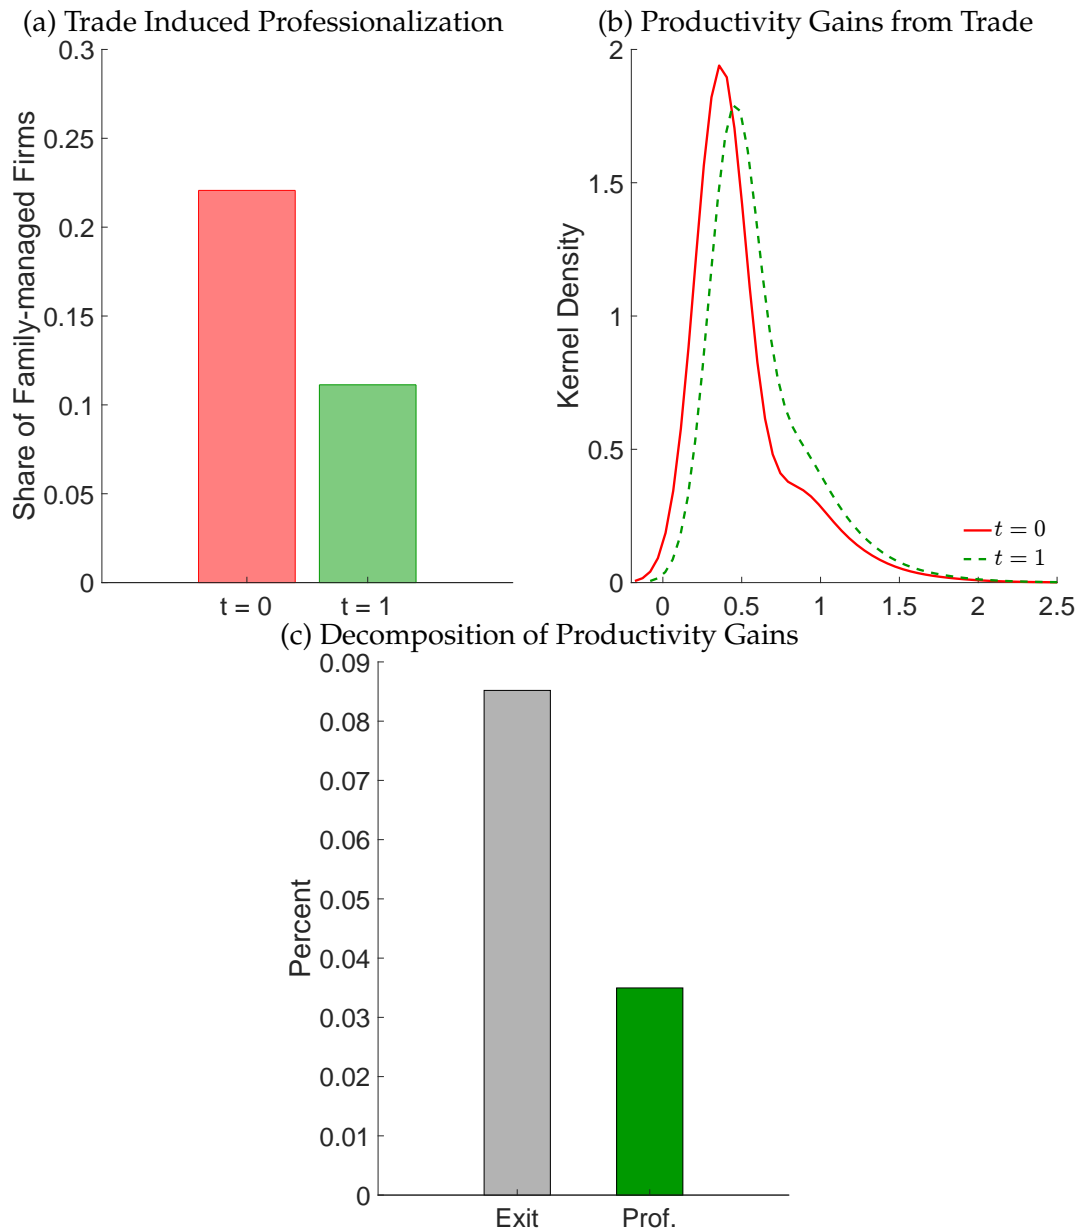 (a) Trade Induced Professionalization
0.3
0.25
0.2
0.15
0.1
0.05
0
Share of Family-managed Firms
t = 0
t = 1
(b) Productivity Gains from Trade
2
1.5
1
0.5
0
Kernel Density
t = 0
t = 1
0
0.5
1
1.5
2
2.5
(c) Decomposition of Productivity Gains
0.09
0.08
0.07
0.06
0.05
0.04
0.03
0.02
0.01
0
Percent
Exit
Prof.